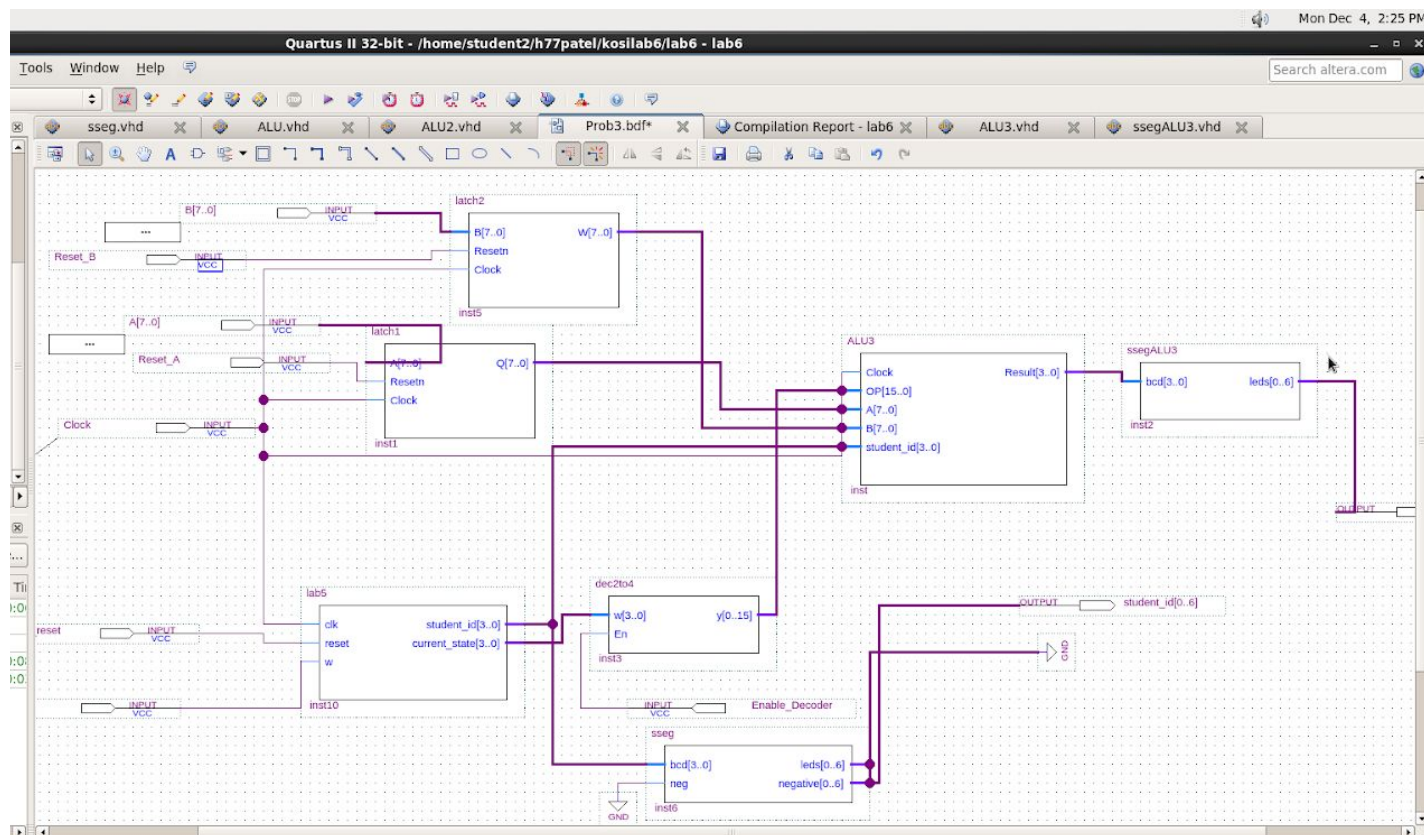 Mon Dec 4, 2:25 PM
Quartus II 32-bit - /home/student2/h77patel/kosilab6/lab6 - lab6
Tools Window Help
Search altera.com
sseg.vhd ALU.vhd ALU2.vhd Prob3.bdf* Compilation Report - lab6 ALU3.vhd ssegALU3.vhd
latch2
B[7..0] INPUT VCC
B[7..0] W[7..0]
...
Reset_B INPUT VCC
Resetn
Clock
inst5
A[7..0] INPUT VCC
latch1
...
Reset_A INPUT VCC
A[7..0] Q[7..0]
Resetn
Clock
Clock INPUT VCC
inst1
ALU3
Clock Result[3..0]
OP[15..0]
A[7..0]
B[7..0]
student_id[3..0]
inst
ssegALU3
bcd[3..0] leds[0..6]
inst2
OUTPUT
lab5
clk student_id[3..0]
reset current_state[3..0]
w
inst10
reset INPUT VCC
INPUT VCC
dec2to4
w[3..0] y[0..15]
En
inst3
OUTPUT student_id[0..6]
GND
INPUT VCC Enable_Decoder
sseg
bcd[3..0] leds[0..6]
neg negative[0..6]
inst6
GND